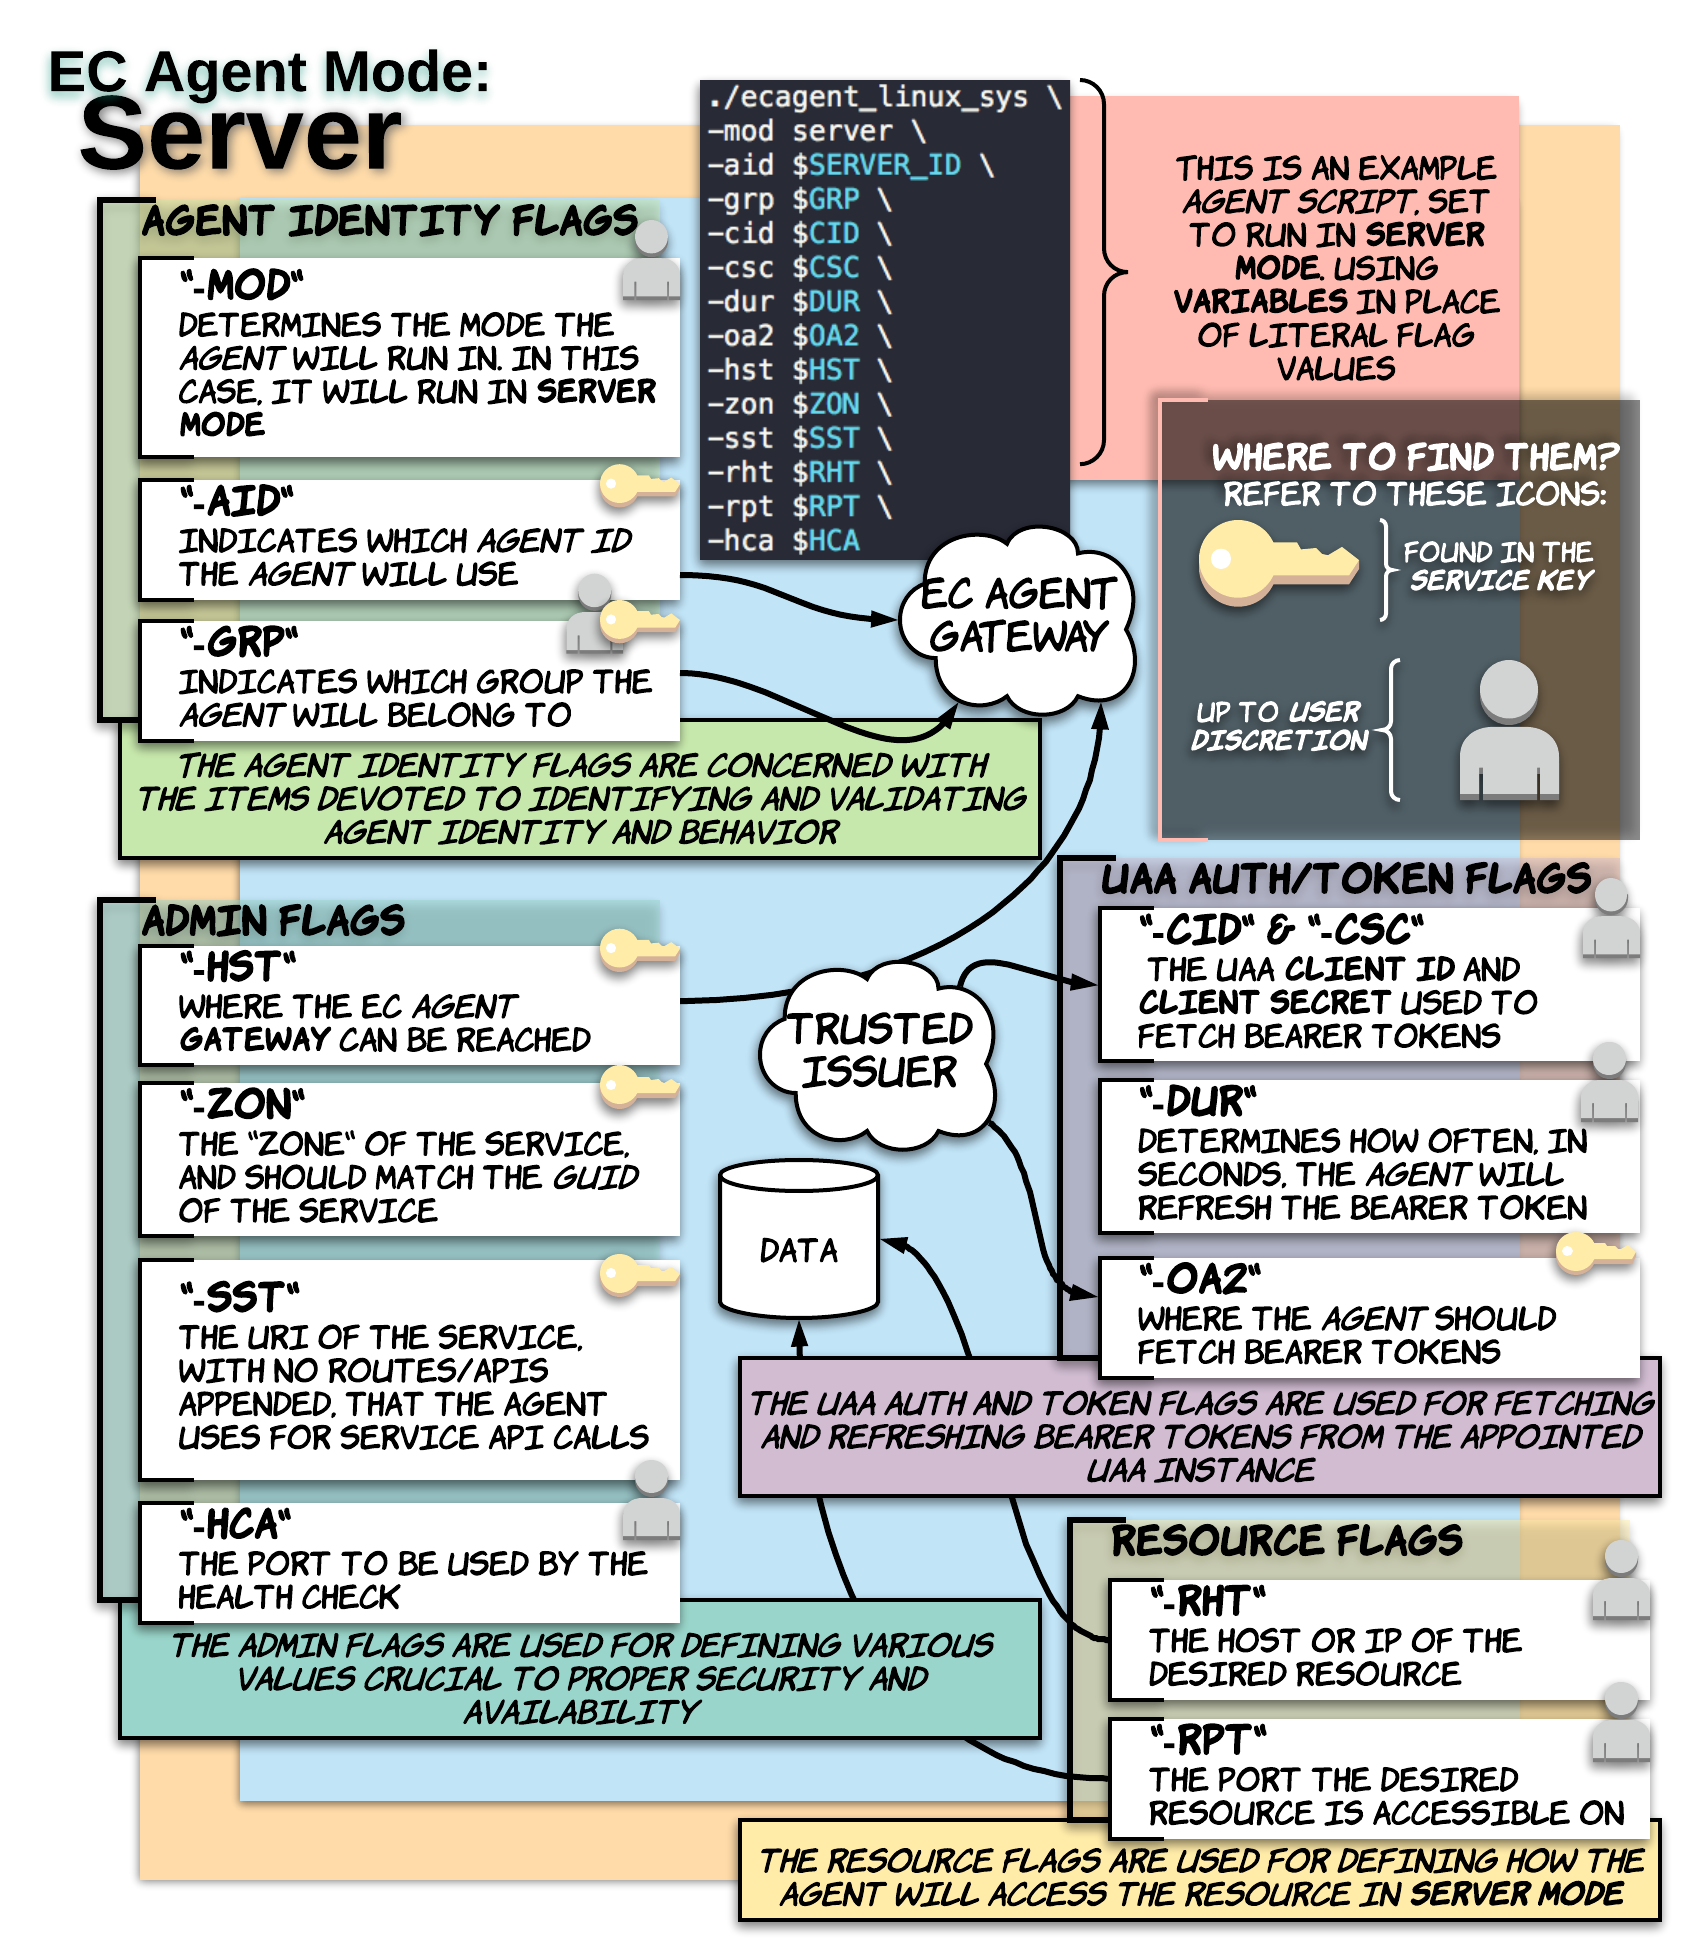 EC Agent Mode:
Server
./ecagent_linux_sys \
-mod server \
-aid $SERVER_ID \
-grp $GRP \
-cid $CID \
-csc $CSC \
-dur $DUR \
-oa2 $OA2 \
-hst $HST \
-zon $ZON \
-sst $SST \
-rht $RHT \
-rpt $RPT \
-hca $HCA
THIS IS AN EXAMPLE
AGENT SCRIPT, SET
TO RUN IN SERVER
MODE, USING
VARIABLES IN PLACE
OF LITERAL FLAG
VALUES
WHERE TO FIND THEM?
REFER TO THESE ICONS:
FOUND IN THE
SERVICE KEY
UP TO USER
DISCRETION
AGENT IDENTITY FLAGS
"-MOD"
DETERMINES THE MODE THE
AGENT WILL RUN IN. IN THIS
CASE, IT WILL RUN IN SERVER
MODE
"-AID"
INDICATES WHICH AGENT ID
THE AGENT WILL USE
"-GRP"
INDICATES WHICH GROUP THE
AGENT WILL BELONG TO
THE AGENT IDENTITY FLAGS ARE CONCERNED WITH
THE ITEMS DEVOTED TO IDENTIFYING AND VALIDATING
AGENT IDENTITY AND BEHAVIOR
EC AGENT
GATEWAY
ADMIN FLAGS
"-HST"
WHERE THE EC AGENT
GATEWAY CAN BE REACHED
"-ZON"
THE "ZONE" OF THE SERVICE,
AND SHOULD MATCH THE GUID
OF THE SERVICE
"-SST"
THE URI OF THE SERVICE,
WITH NO ROUTES/APIS
APPENDED, THAT THE AGENT
USES FOR SERVICE API CALLS
"-HCA"
THE PORT TO BE USED BY THE
HEALTH CHECK
THE ADMIN FLAGS ARE USED FOR DEFINING VARIOUS
VALUES CRUCIAL TO PROPER SECURITY AND
AVAILABILITY
TRUSTED
ISSUER
DATA
UAA AUTH/TOKEN FLAGS
"-CID" & "-CSC"
THE UAA CLIENT ID AND
CLIENT SECRET USED TO
FETCH BEARER TOKENS
"-DUR"
DETERMINES HOW OFTEN, IN
SECONDS, THE AGENT WILL
REFRESH THE BEARER TOKEN
"-OA2"
WHERE THE AGENT SHOULD
FETCH BEARER TOKENS
THE UAA AUTH AND TOKEN FLAGS ARE USED FOR FETCHING
AND REFRESHING BEARER TOKENS FROM THE APPOINTED
UAA INSTANCE
RESOURCE FLAGS
"-RHT"
THE HOST OR IP OF THE
DESIRED RESOURCE
"-RPT"
THE PORT THE DESIRED
RESOURCE IS ACCESSIBLE ON
THE RESOURCE FLAGS ARE USED FOR DEFINING HOW THE
AGENT WILL ACCESS THE RESOURCE IN SERVER MODE